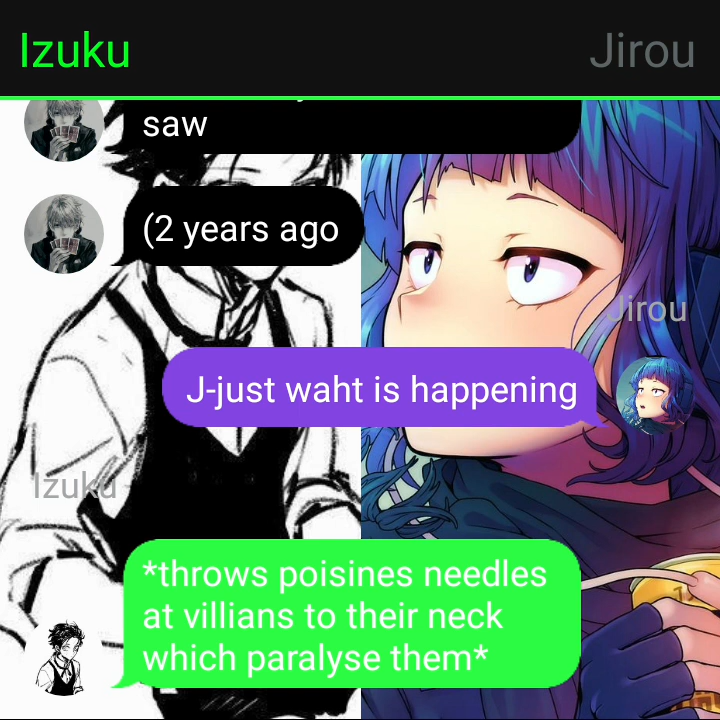 Izuku
Jirou
saw
(2 years ago
Jirou
J-just waht is happening
Izuku
*throws poisines needles
at villians to their neck
which paralyse them*